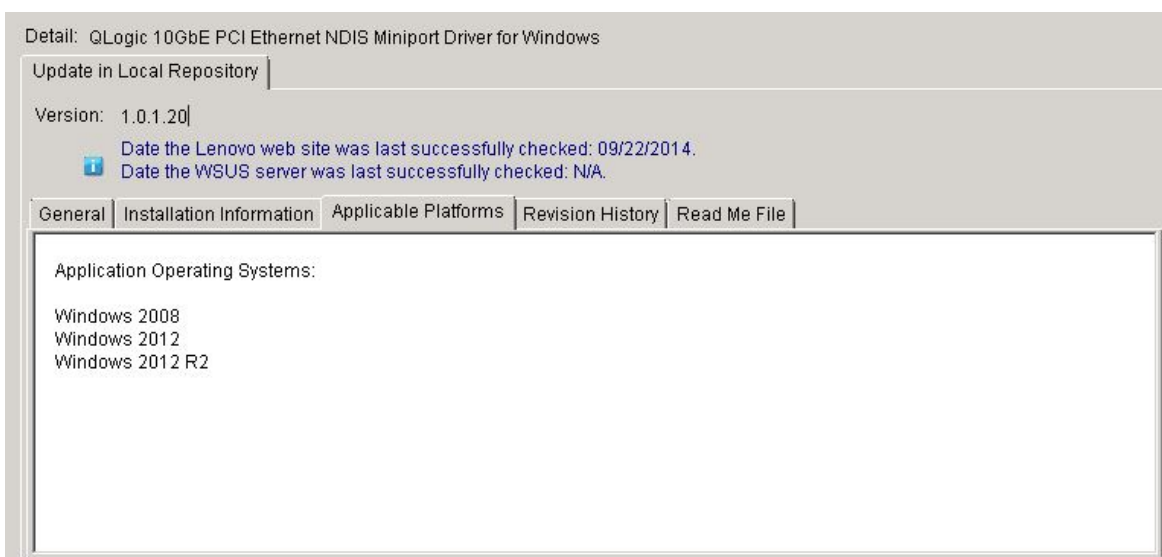 Detail: QLogic 10GbE PCI Ethernet NDIS Miniport Driver for Windows
Update in Local Repository
Version: 1.0.1.20
Date the Lenovo web site was last successfully checked: 09/22/2014.
Date the WSUS server was last successfully checked: N/A.
General Installation Information Applicable Platforms Revision History Read Me File
Application Operating Systems:
Windows 2008
Windows 2012
Windows 2012 R2